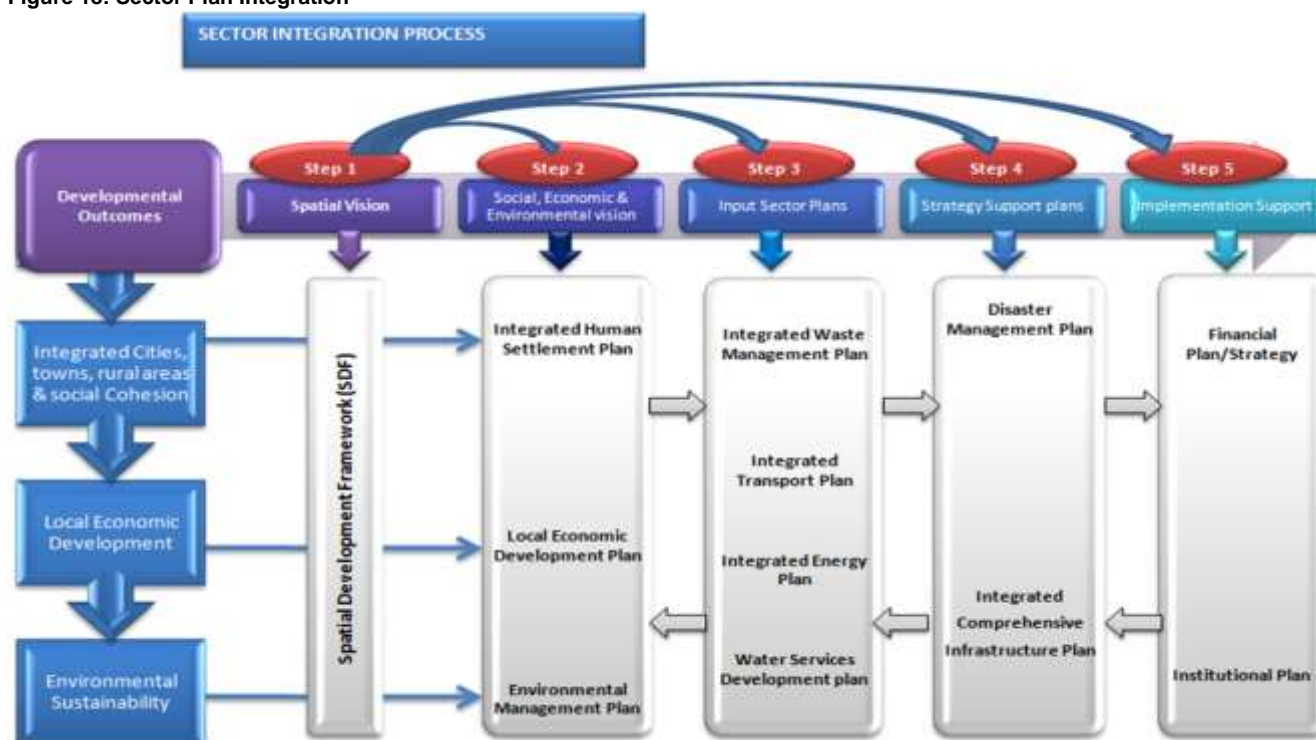 Figure 18: Sector Plan Integration
SECTOR INTEGRATION PROCESS
Developmental
Outcomes
Step 1
Spatial Vision
Step 2
Social, Economic &
Environmental vision
Step 3
Input Sector Plans
Step 4
Strategy Support plans
Step 5
Implementation Support
Integrated Cities,
towns, rural areas
& social Cohesion
Local Economic
Development
Environmental
Sustainability
Spatial Development Framework (SDF)
Integrated Human
Settlement Plan
Local Economic
Development Plan
Environmental
Management Plan
Integrated Waste
Management Plan
Integrated
Transport Plan
Integrated Energy
Plan
Water Services
Development plan
Disaster
Management Plan
Integrated
Comprehensive
Infrastructure Plan
Financial
Plan/Strategy
Institutional Plan